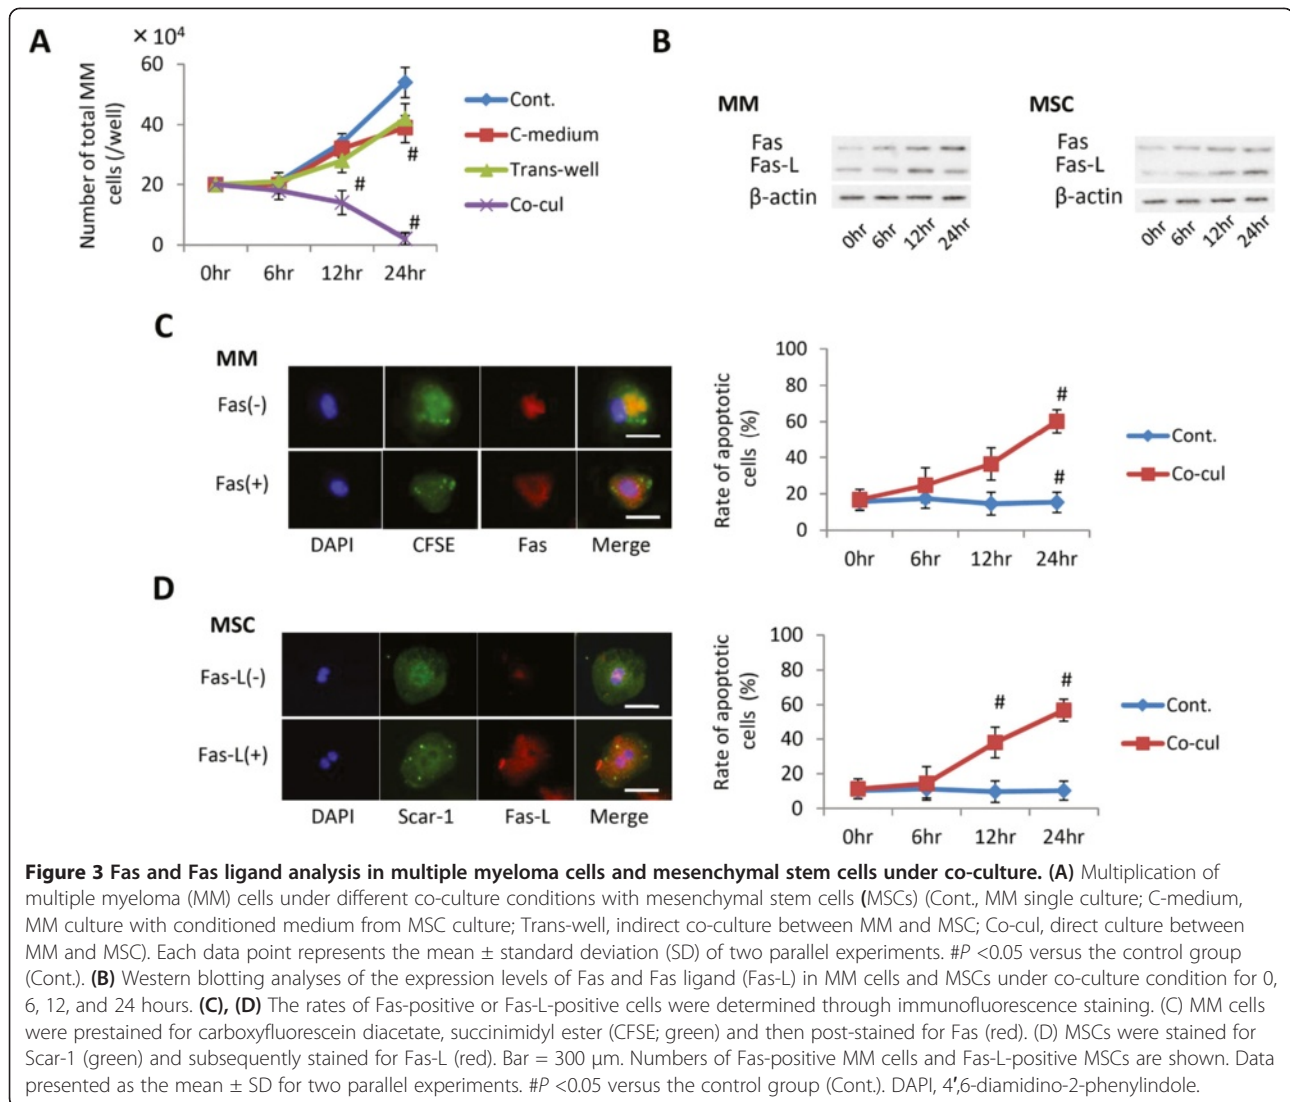 A
× 10⁴
Number of total MM
cells (/well)
60
40
20
0
0hr 6hr 12hr 24hr
#
#
#
Cont.
C-medium
Trans-well
Co-cul
B
MM
Fas
Fas-L
β-actin
0hr 6hr 12hr 24hr
MSC
Fas
Fas-L
β-actin
0hr 6hr 12hr 24hr
C
MM
Fas(-)
Fas(+)
DAPI CFSE Fas Merge
Rate of apoptotic
cells (%)
100
80
60
40
20
0
0hr 6hr 12hr 24hr
#
#
Cont.
Co-cul
D
MSC
Fas-L(-)
Fas-L(+)
DAPI Scar-1 Fas-L Merge
Rate of apoptotic
cells (%)
100
80
60
40
20
0
0hr 6hr 12hr 24hr
# #
Cont.
Co-cul
Figure 3 Fas and Fas ligand analysis in multiple myeloma cells and mesenchymal stem cells under co-culture. (A) Multiplication of
multiple myeloma (MM) cells under different co-culture conditions with mesenchymal stem cells (MSCs) (Cont., MM single culture; C-medium,
MM culture with conditioned medium from MSC culture; Trans-well, indirect co-culture between MM and MSC; Co-cul, direct culture between
MM and MSC). Each data point represents the mean ± standard deviation (SD) of two parallel experiments. #P <0.05 versus the control group
(Cont.). (B) Western blotting analyses of the expression levels of Fas and Fas ligand (Fas-L) in MM cells and MSCs under co-culture condition for 0,
6, 12, and 24 hours. (C), (D) The rates of Fas-positive or Fas-L-positive cells were determined through immunofluorescence staining. (C) MM cells
were prestained for carboxyfluorescein diacetate, succinimidyl ester (CFSE; green) and then post-stained for Fas (red). (D) MSCs were stained for
Scar-1 (green) and subsequently stained for Fas-L (red). Bar = 300 μm. Numbers of Fas-positive MM cells and Fas-L-positive MSCs are shown. Data
presented as the mean ± SD for two parallel experiments. #P <0.05 versus the control group (Cont.). DAPI, 4′,6-diamidino-2-phenylindole.